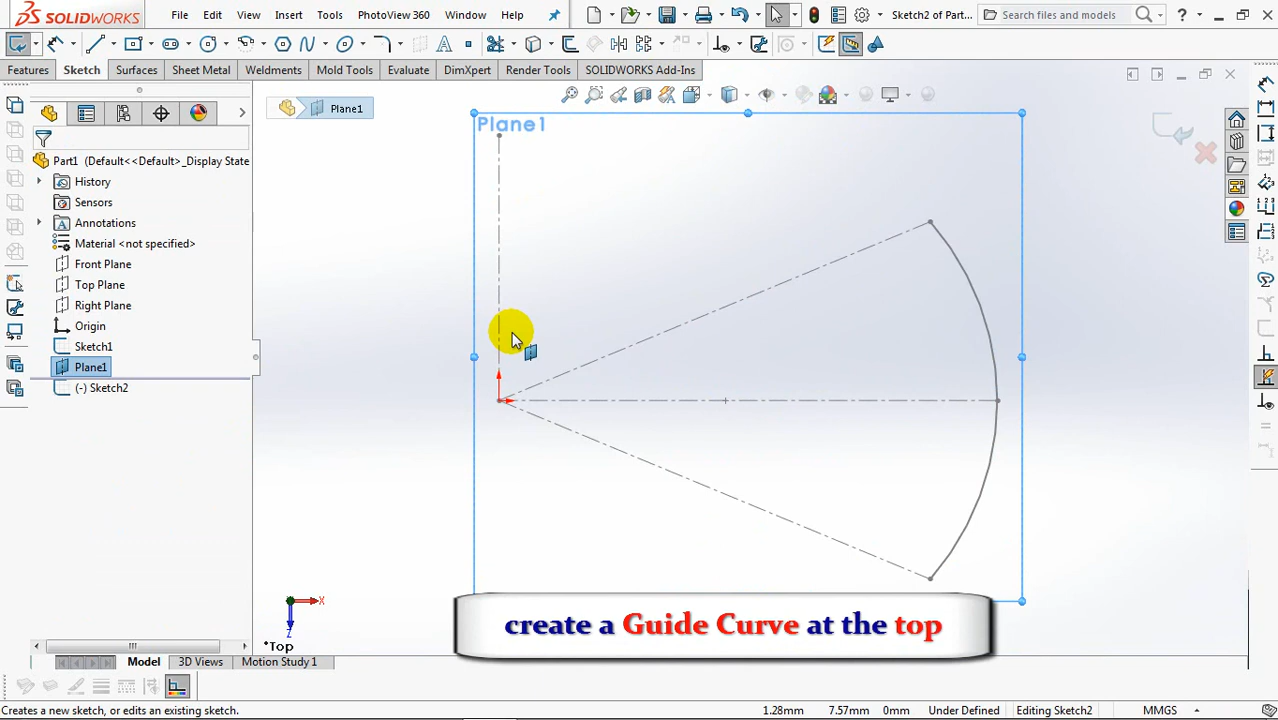 SOLIDWORKS File Edit View Insert Tools PhotoView 360 Window Help Sketch2 of Part... Search files and models ?
Features Sketch Surfaces Sheet Metal Weldments Mold Tools Evaluate DimXpert Render Tools SOLIDWORKS Add-Ins
Plane1
Plane1
Part1 (Default<<Default>_Display State
History
Sensors
Annotations
Material <not specified>
Front Plane
Top Plane
Right Plane
Origin
Sketch1
Plane1
(-) Sketch2
X
Z
*Top
create a Guide Curve at the top
Model 3D Views Motion Study 1
Creates a new sketch, or edits an existing sketch. 1.28mm 7.57mm 0mm Under Defined Editing Sketch2 MMGS